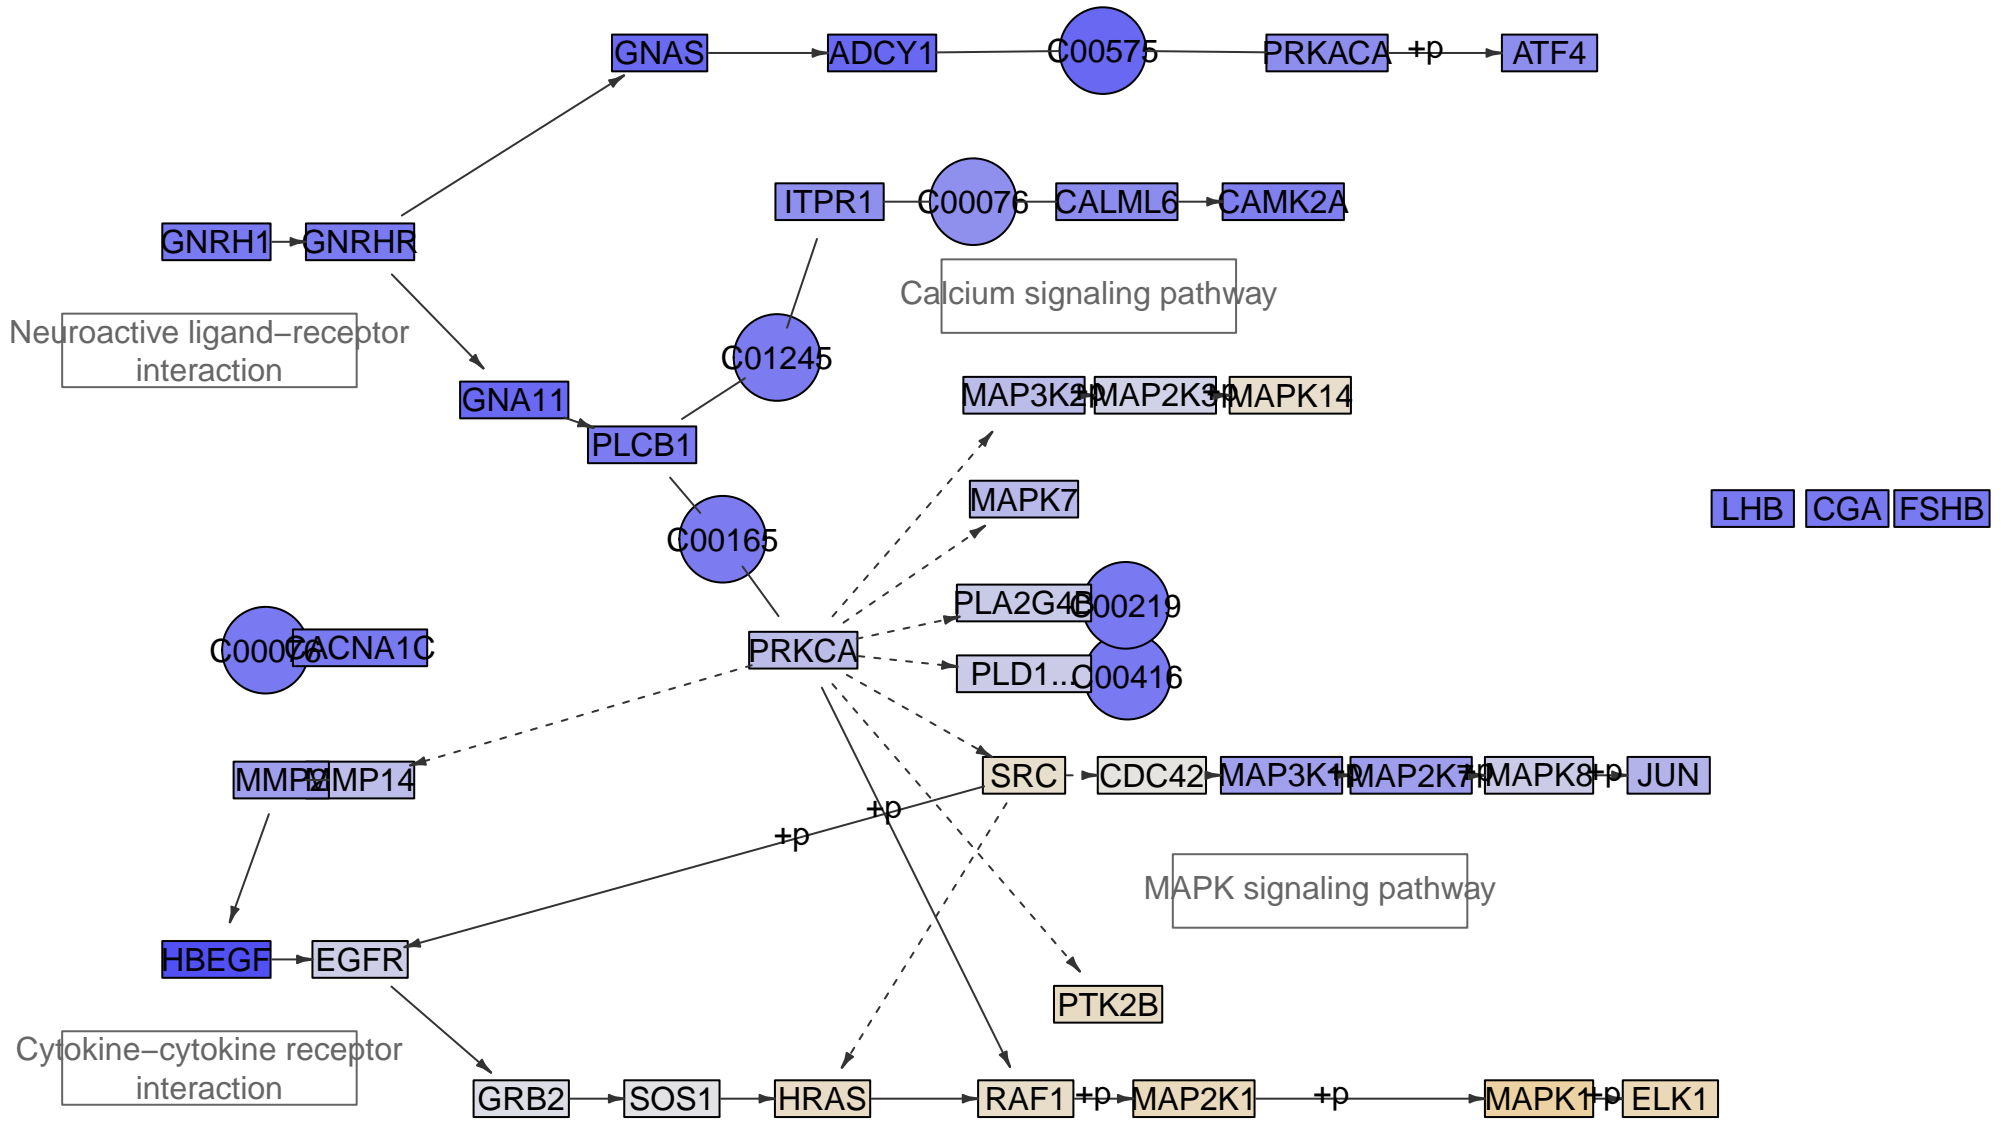 GNAS
ADCY1
C00575
PRKACA
+p
ATF4
ITPR1
C00076
CALML6
CAMK2A
GNRH1
GNRHR
Calcium signaling pathway
Neuroactive ligand–receptor
interaction
C01245
GNA11
MAP3K2
+p
MAP2K3
+p
MAPK14
PLCB1
MAPK7
LHB
CGA
FSHB
C00165
PLA2G4B
C00219
C00076
CACNA1C
PRKCA
PLD1...
C00416
MMP2
MMP14
SRC
CDC42
MAP3K1
+p
MAP2K7
+p
MAPK8
+p
JUN
+p
+p
MAPK signaling pathway
HBEGF
EGFR
PTK2B
Cytokine–cytokine receptor
interaction
GRB2
SOS1
HRAS
RAF1
+p
MAP2K1
+p
MAPK1
+p
ELK1